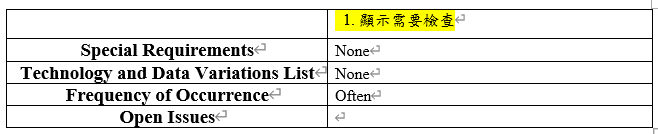 1. 顯示需要檢查
Special Requirements None
Technology and Data Variations List None
Frequency of Occurrence Often
Open Issues